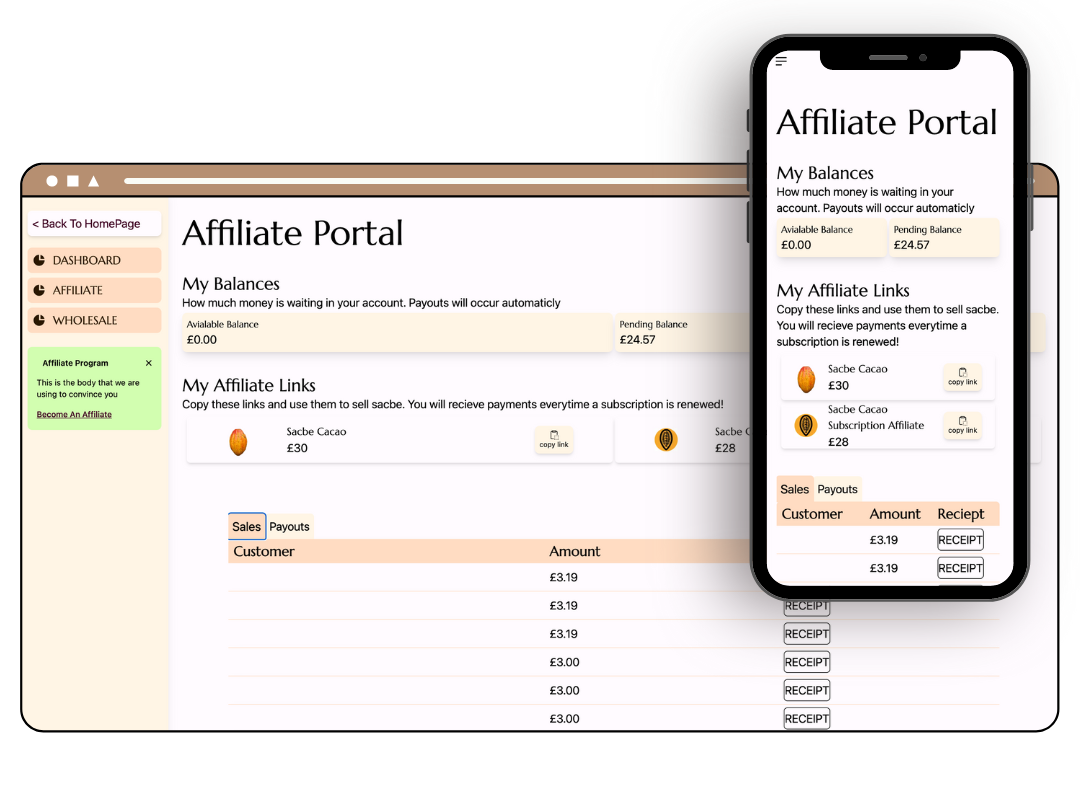 < Back To HomePage
DASHBOARD
AFFILIATE
WHOLESALE
Affiliate Program
This is the body that we are
using to convince you
Become An Affiliate
Affiliate Portal
My Balances
How much money is waiting in your account. Payouts will occur automaticly
Avialable Balance
£0.00
Pending Balance
£24.57
My Affiliate Links
Copy these links and use them to sell sacbe. You will recieve payments everytime a subscription is renewed!
Sacbe Cacao
£30
copy link
Sacbe C
£28
Sales
Payouts
Customer
Amount
£3.19
£3.19
RECEIPT
£3.19
RECEIPT
£3.00
RECEIPT
£3.00
RECEIPT
£3.00
RECEIPT
Affiliate Portal
My Balances
How much money is waiting in your
account. Payouts will occur automaticly
Avialable Balance
£0.00
Pending Balance
£24.57
My Affiliate Links
Copy these links and use them to sell sacbe.
You will recieve payments everytime a
subscription is renewed!
Sacbe Cacao
£30
copy link
Sacbe Cacao
Subscription Affiliate
£28
copy link
Sales
Payouts
Customer
Amount
Reciept
£3.19
RECEIPT
£3.19
RECEIPT